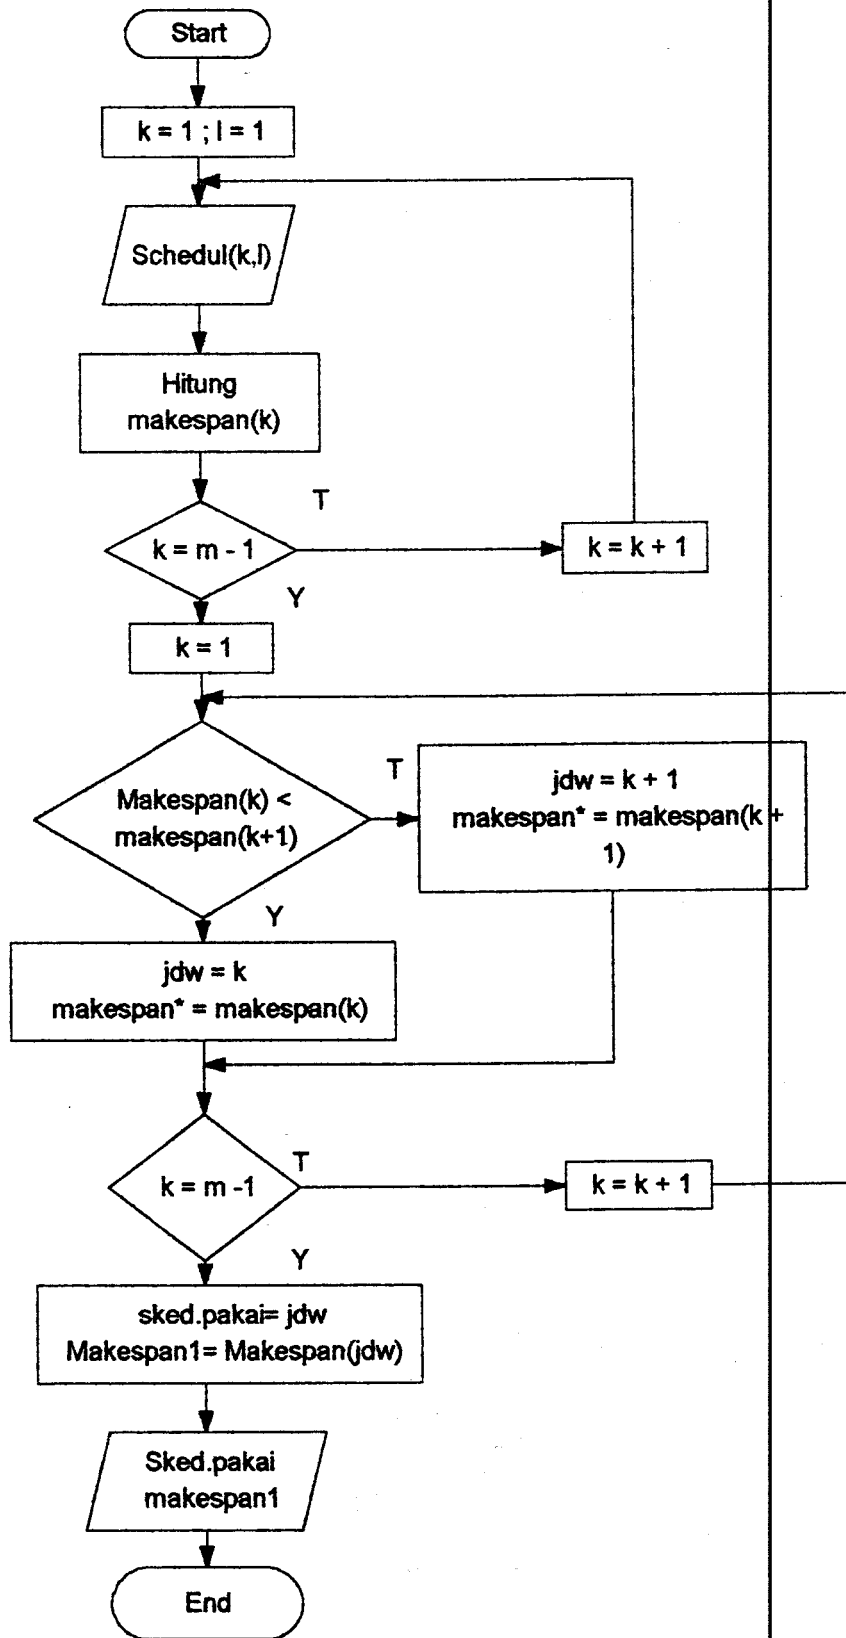 Start
k = 1 ; l = 1
Schedul(k,l)
Hitung
makespan(k)
T
k = m - 1
k = k + 1
Y
k = 1
T
Makespan(k) <
makespan(k+1)
jdw = k + 1
makespan* = makespan(k +
1)
Y
jdw = k
makespan* = makespan(k)
T
k = m -1
k = k + 1
Y
sked.pakai= jdw
Makespan1= Makespan(jdw)
Sked.pakai
makespan1
End